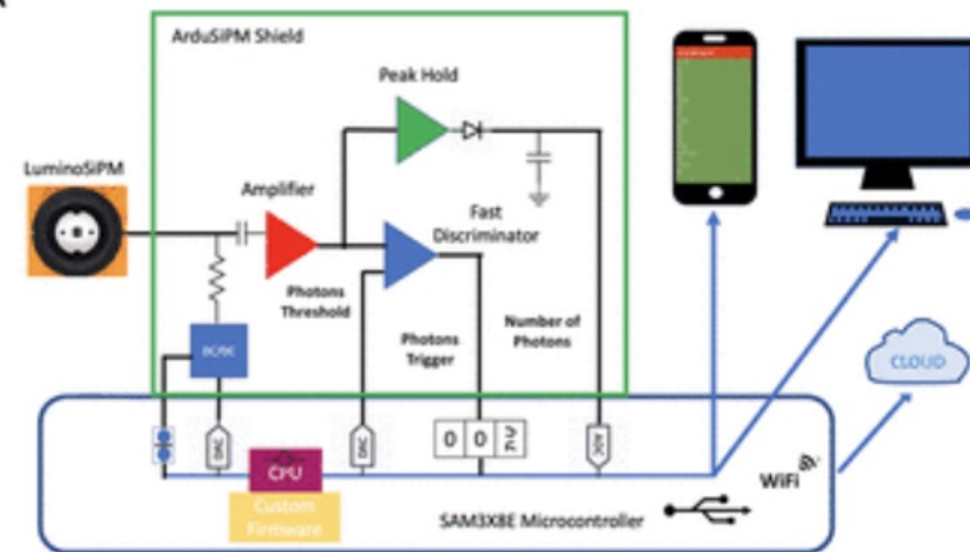 ArduSiPM Shield
Peak Hold
LuminoSiPM
Amplifier
Fast
Discriminator
Photons
Threshold
Number of
Photons
Photons
Trigger
DC/DC
CLOUD
DAC
DAC
0 0
ADC
CPU
WiFi
Custom
Firmware
SAM3X8E Microcontroller